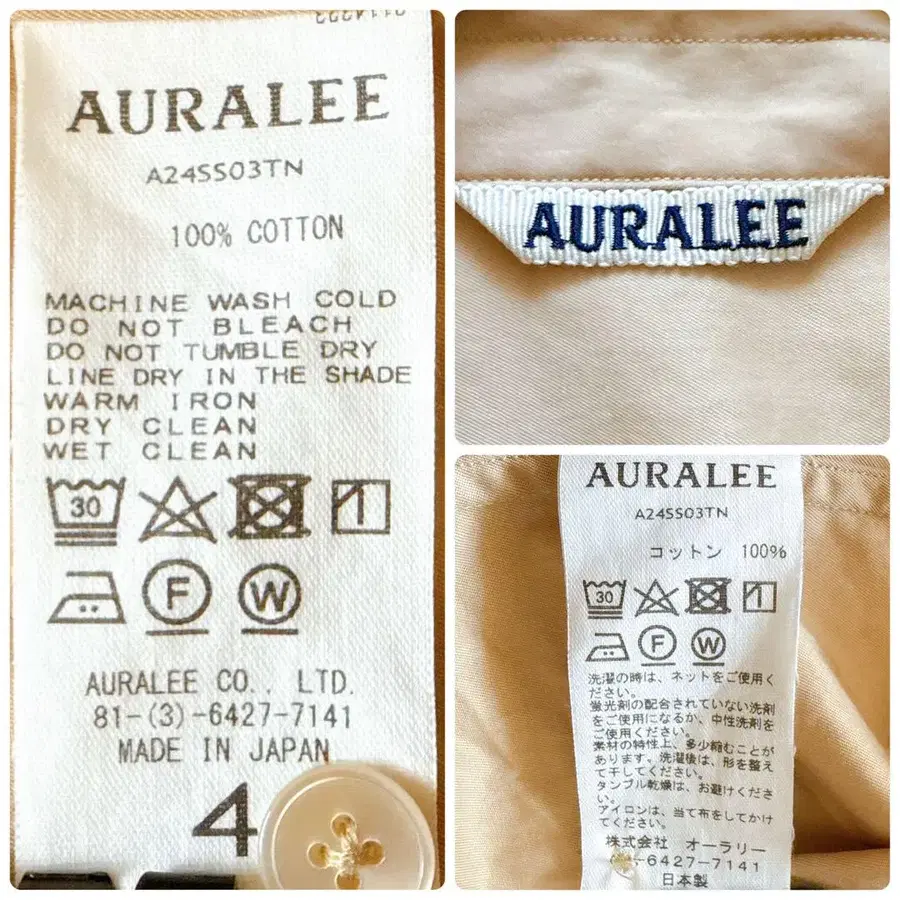 AURALEE
A24SS03TN
100% COTTON
MACHINE WASH COLD
DO NOT BLEACH
DO NOT TUMBLE DRY
LINE DRY IN THE SHADE
WARM IRON
DRY CLEAN
WET CLEAN
30
F W
AURALEE CO., LTD.
81-(3)-6427-7141
MADE IN JAPAN
4
AURALEE
AURALEE
A24SS03TN
コットン 100%
30
F W
洗濯の時は、ネットをご使用く
ださい。
蛍光剤の配合されていない洗剤
をご使用になるか、中性洗剤を
ご使用ください。
素材の特性上、多少縮むことが
あります。洗濯後は、形を整え
て干してください。
タンブル乾燥は、お避けくださ
い。
アイロンは、当て布をしてかけ
てください。
株式会社 オーラリー
-6427-7141
日本製